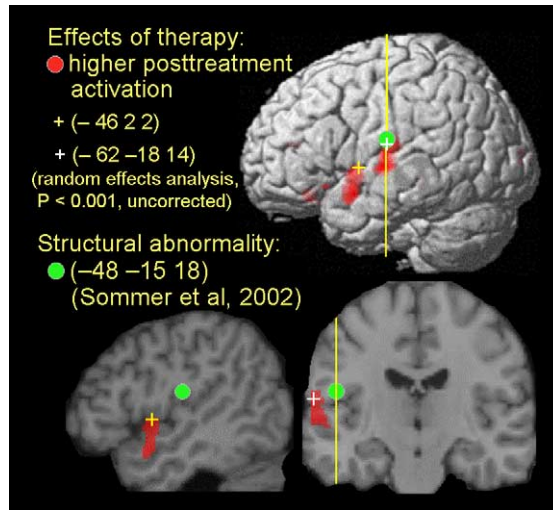 Effects of therapy:
higher posttreatment
activation
(– 46 2 2)
(– 62 –18 14)
(random effects analysis,
P < 0.001, uncorrected)
Structural abnormality:
(–48 –15 18)
(Sommer et al, 2002)